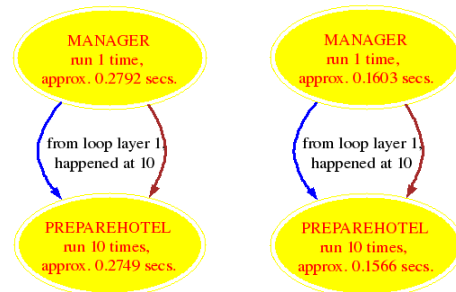 MANAGER
run 1 time,
approx. 0.2792 secs.
from loop layer 1,
happened at 10
PREPAREHOTEL
run 10 times,
approx. 0.2749 secs.
MANAGER
run 1 time,
approx. 0.1603 secs.
from loop layer 1,
happened at 10
PREPAREHOTEL
run 10 times,
approx. 0.1566 secs.